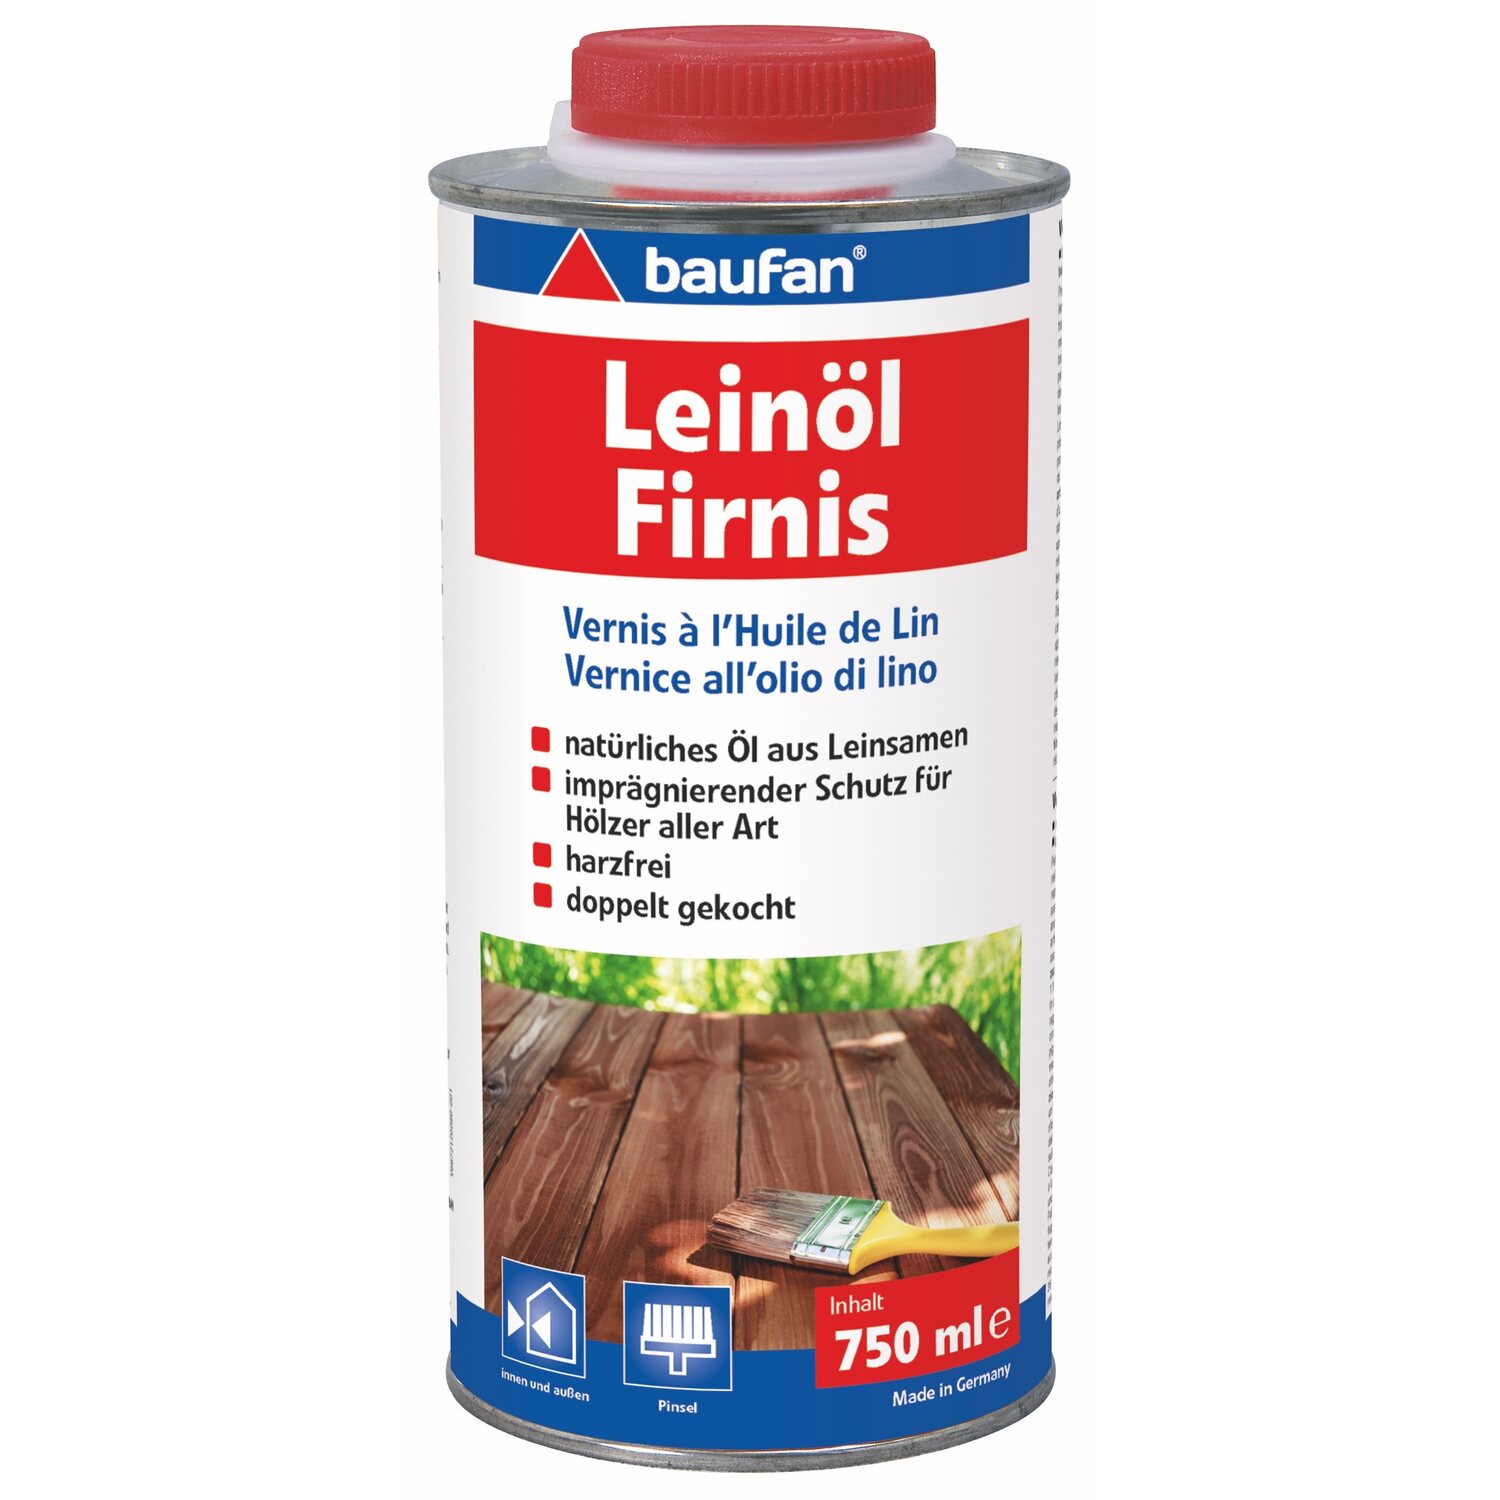 baufan®
Leinöl
Firnis
Vernis à l'Huile de Lin
Vernice all'olio di lino
natürliches Öl aus Leinsamen
imprägnierender Schutz für
Hölzer aller Art
harzfrei
doppelt gekocht
Inhalt
750 ml e
innen und außen
Pinsel
Made in Germany